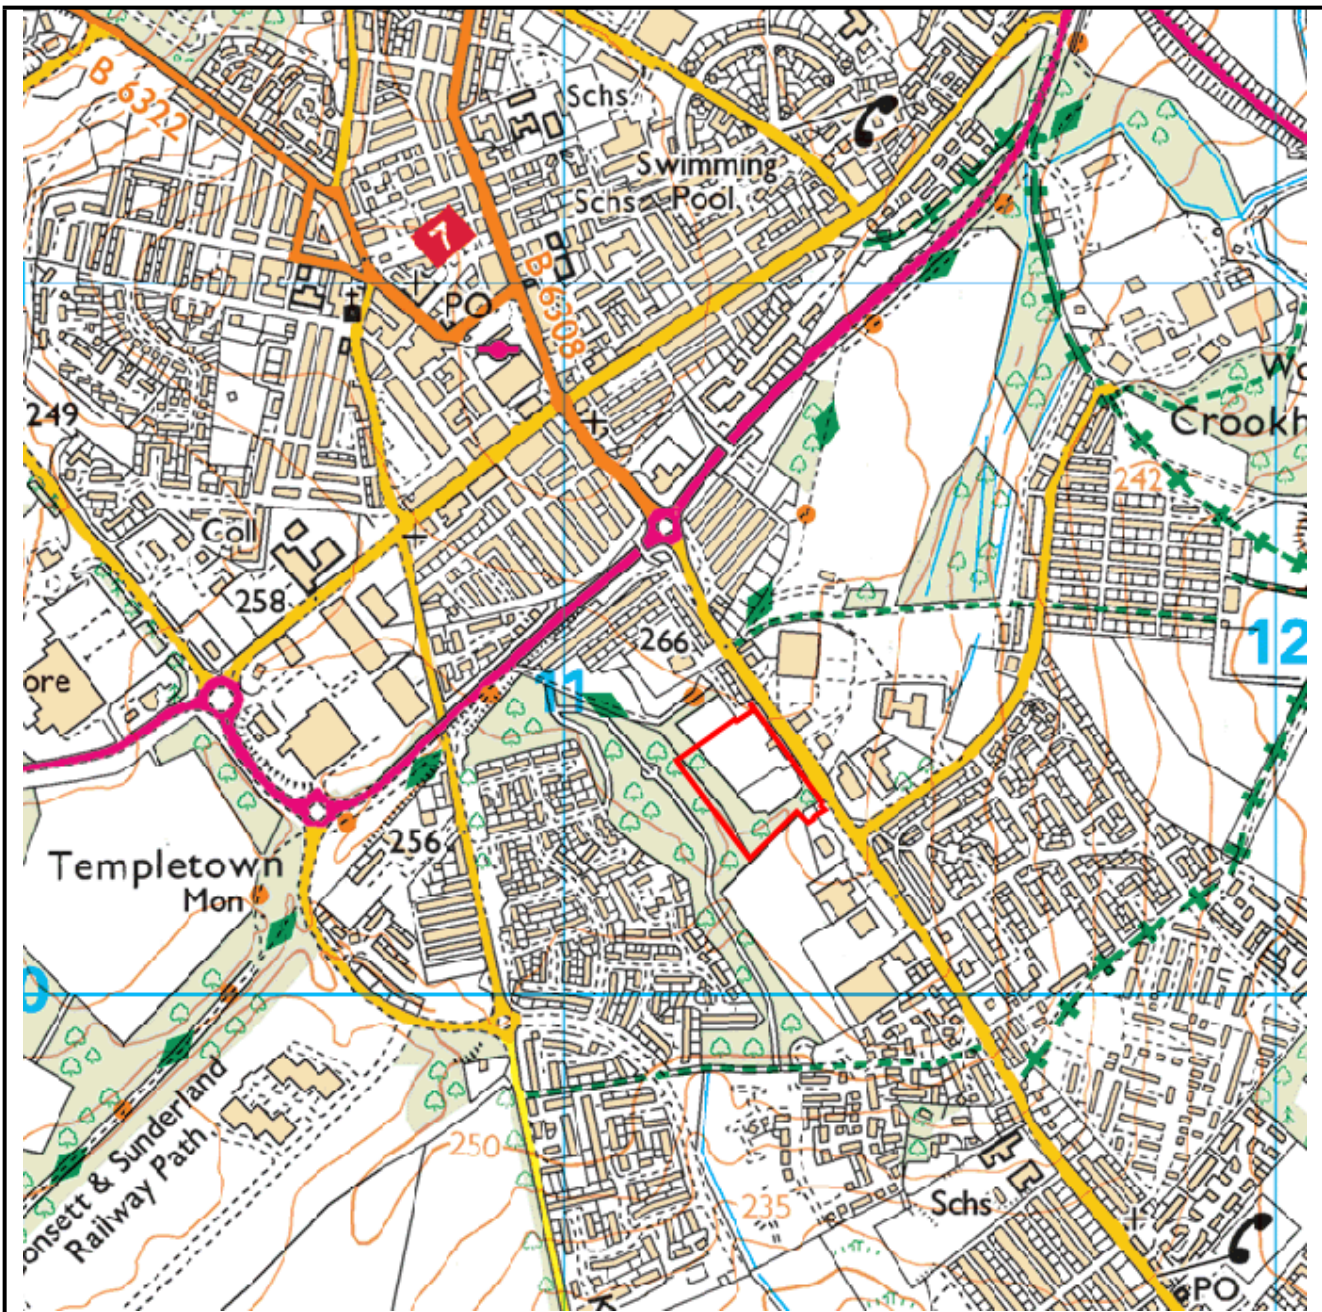 B 6322
Schs
Swimming
Pool
Schs
7
PO
B 6308
Wo
Crookh
249
242
Coll
258
266
12
ore
11
256
Templetown
Mon
0
onsett & Sunderland
Railway Path
250
235
Schs
PO